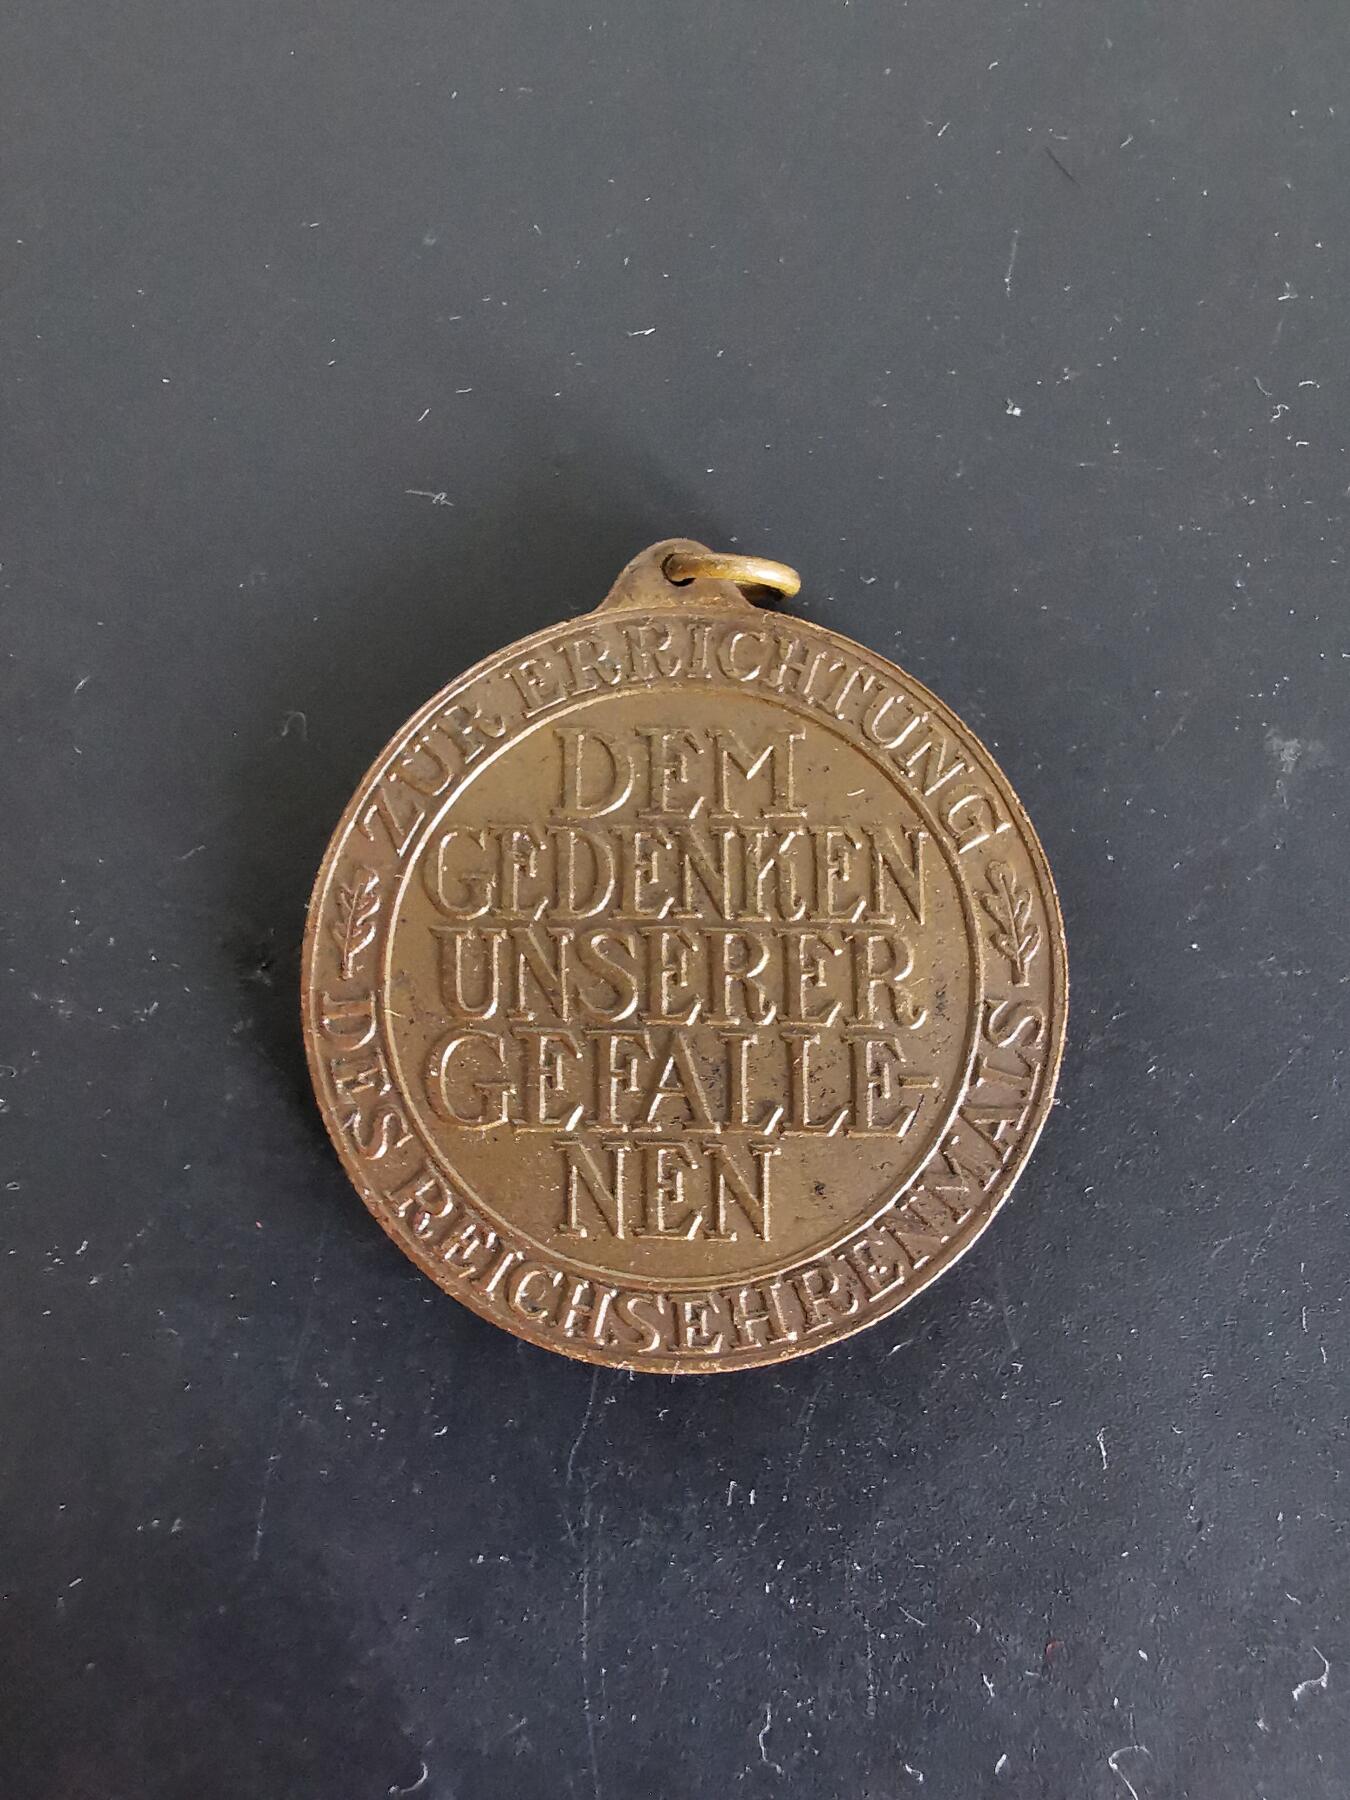 ZUR ERRICHTUNG
DES REICHSEHRENMALS
DEM
GEDENKEN
UNSERER
GEFALLE-
NEN